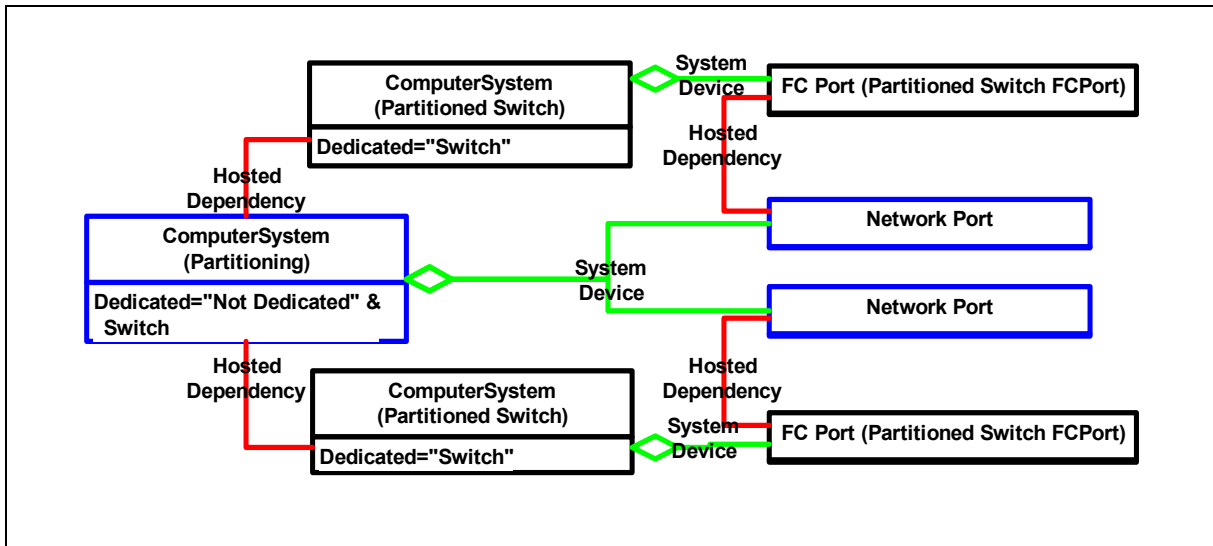 ComputerSystem
(Partitioned Switch)
Dedicated="Switch"
System
Device
FC Port (Partitioned Switch FCPort)
Hosted
Dependency
Hosted
Dependency
Network Port
ComputerSystem
(Partitioning)
Dedicated="Not Dedicated" &
Switch
System
Device
Network Port
Hosted
Dependency
Hosted
Dependency
ComputerSystem
(Partitioned Switch)
Dedicated="Switch"
System
Device
FC Port (Partitioned Switch FCPort)